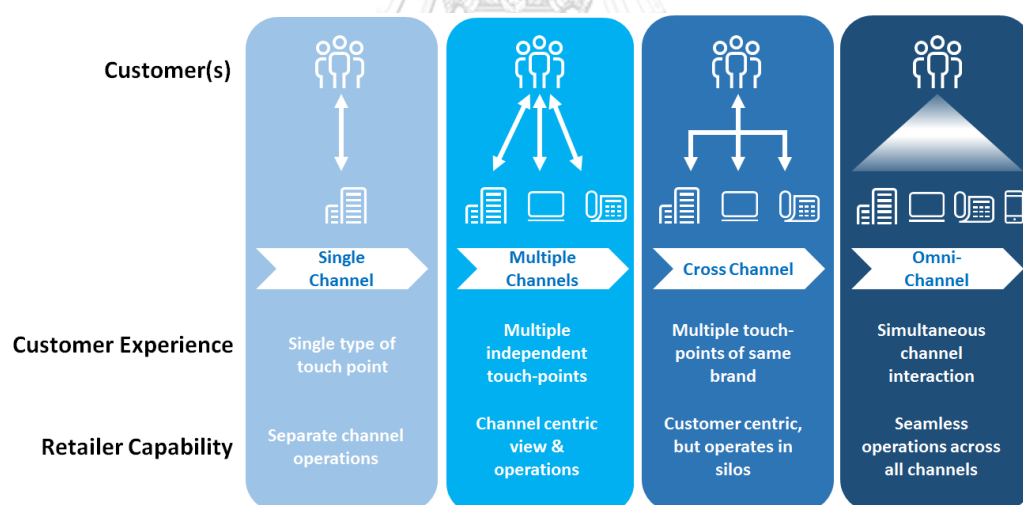 Customer(s)
Single
Channel
Multiple
Channels
Cross Channel
Omni-
Channel
Customer Experience
Single type of
touch point
Multiple
independent
touch-points
Multiple touch-
points of same
brand
Simultaneous
channel
interaction
Retailer Capability
Separate channel
operations
Channel centric
view &
operations
Customer centric,
but operates in
silos
Seamless
operations across
all channels